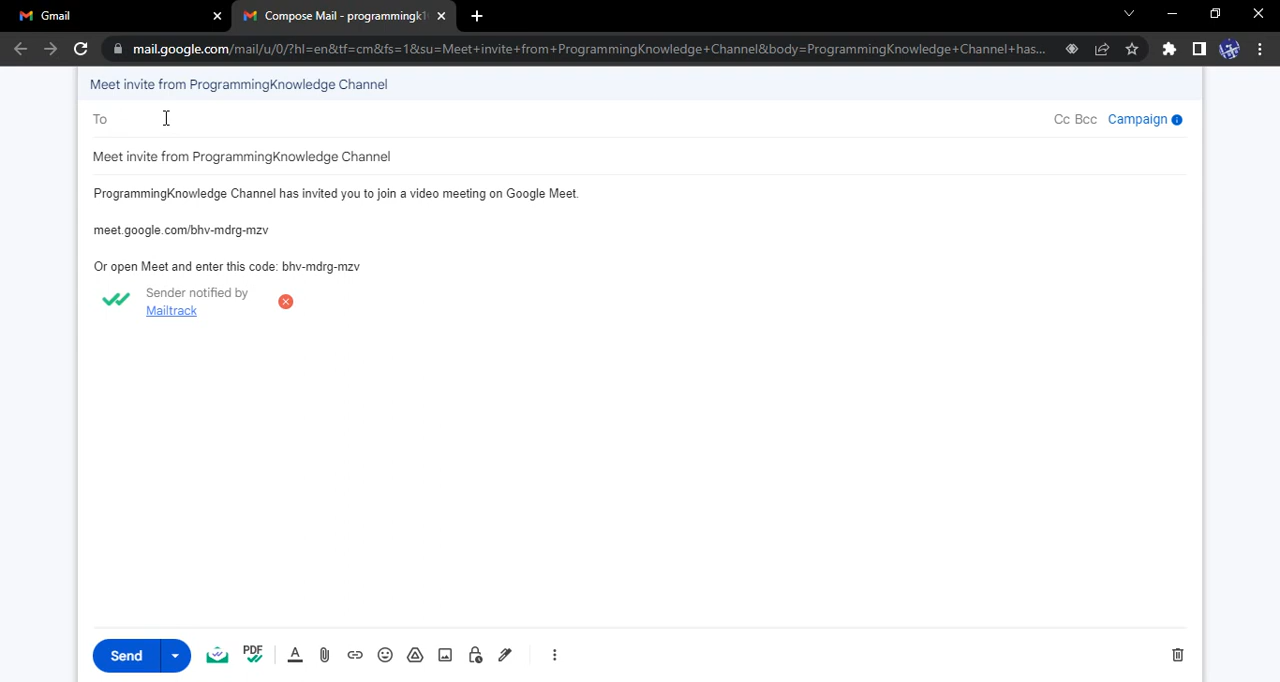 Gmail
Compose Mail - programmingk1
mail.google.com/mail/u/0/?hl=en&tf=cm&fs=1&su=Meet+invite+from+ProgrammingKnowledge+Channel&body=ProgrammingKnowledge+Channel+has...
Meet invite from ProgrammingKnowledge Channel
To
Cc Bcc Campaign
Meet invite from ProgrammingKnowledge Channel
ProgrammingKnowledge Channel has invited you to join a video meeting on Google Meet.
meet.google.com/bhv-mdrg-mzv
Or open Meet and enter this code: bhv-mdrg-mzv
Sender notified by
Mailtrack
Send
PDF